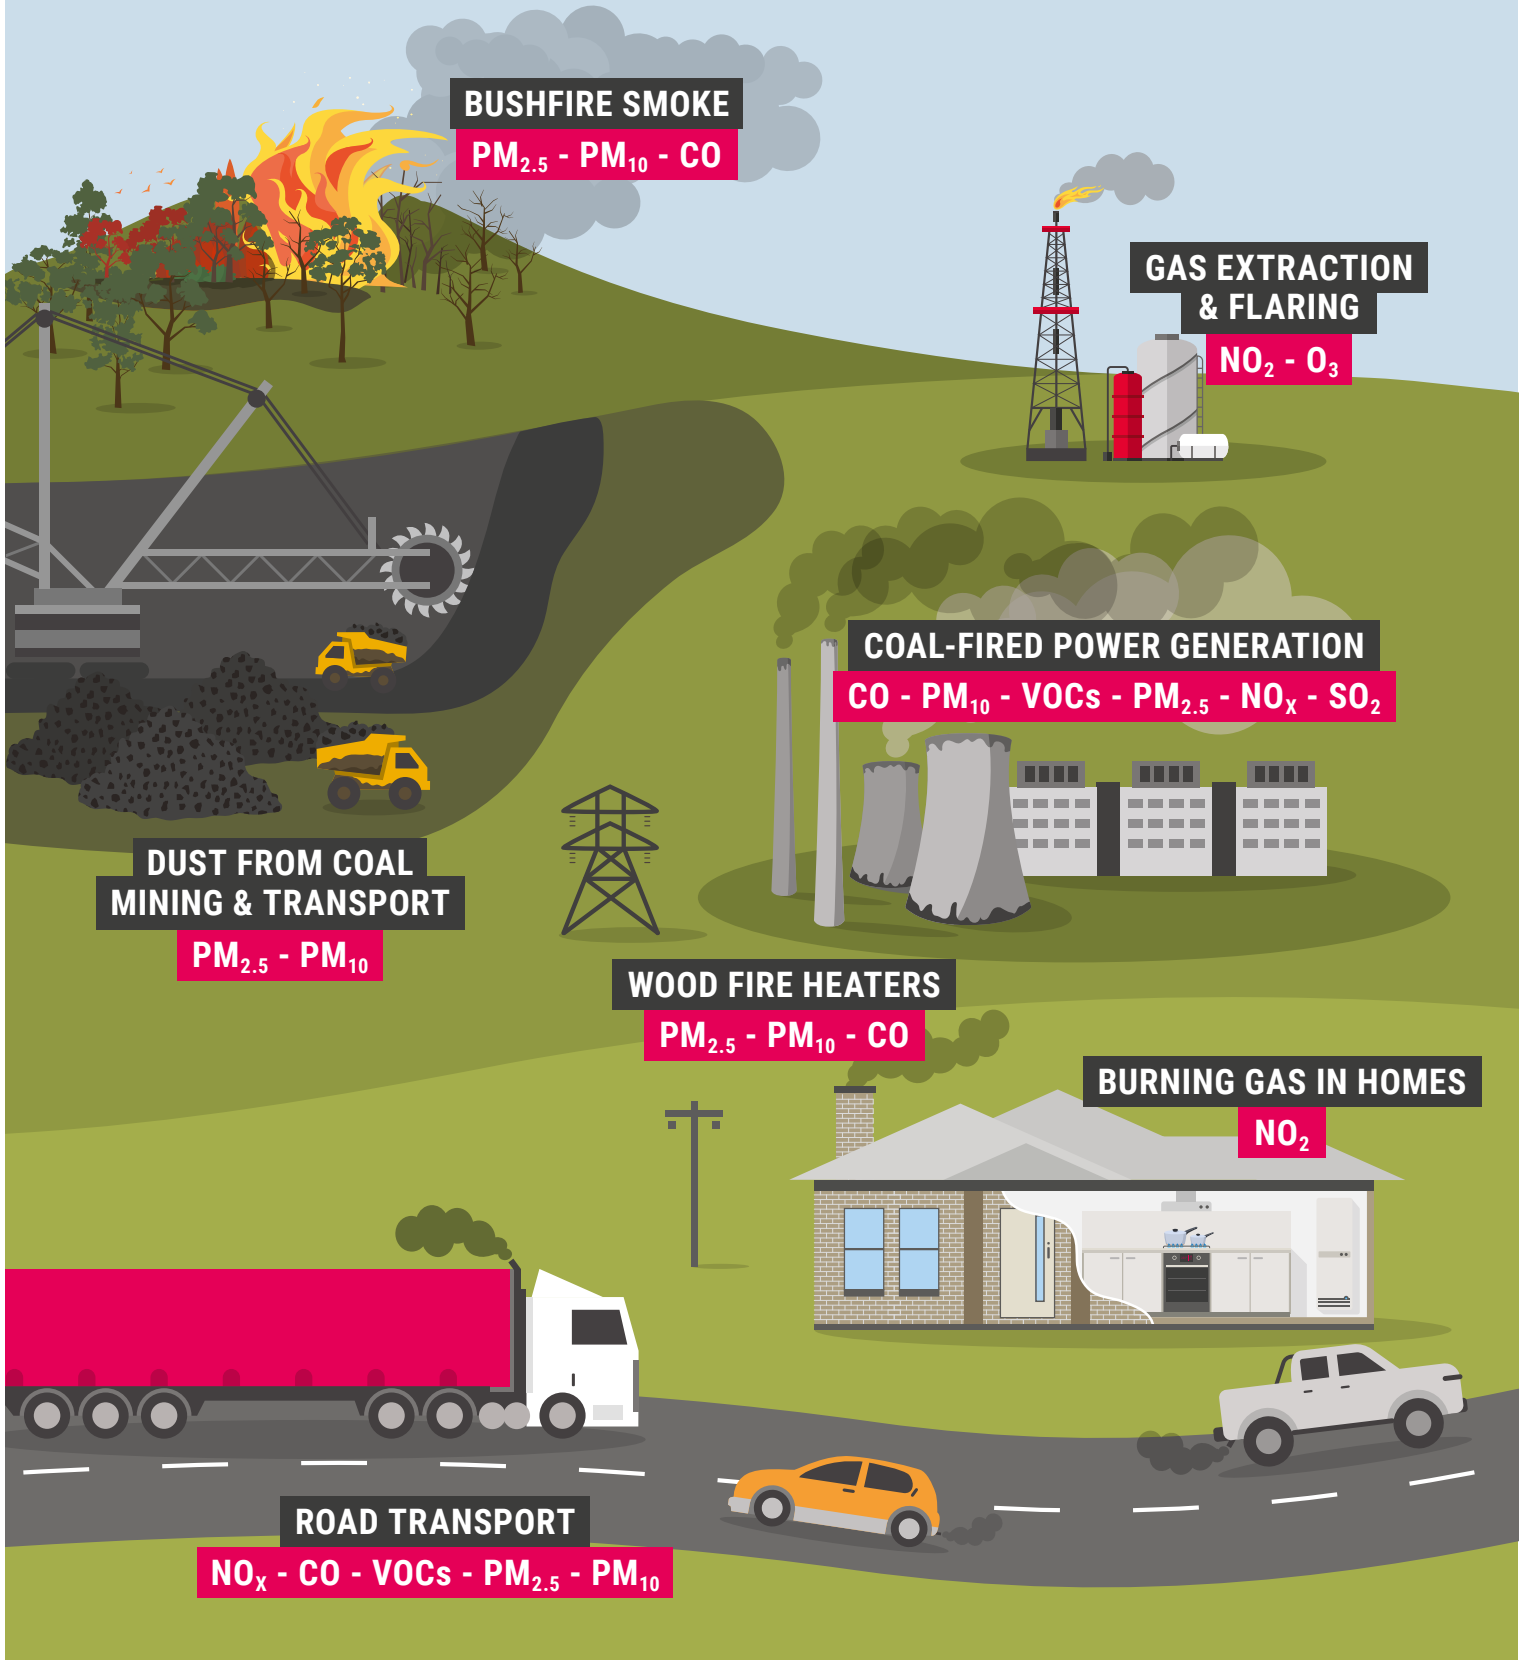 BUSHFIRE SMOKE
PM₂.₅ - PM₁₀ - CO
GAS EXTRACTION
& FLARING
NO₂ - O₃
COAL-FIRED POWER GENERATION
CO - PM₁₀ - VOCs - PM₂.₅ - NOₓ - SO₂
DUST FROM COAL
MINING & TRANSPORT
PM₂.₅ - PM₁₀
WOOD FIRE HEATERS
PM₂.₅ - PM₁₀ - CO
BURNING GAS IN HOMES
NO₂
ROAD TRANSPORT
NOₓ - CO - VOCs - PM₂.₅ - PM₁₀